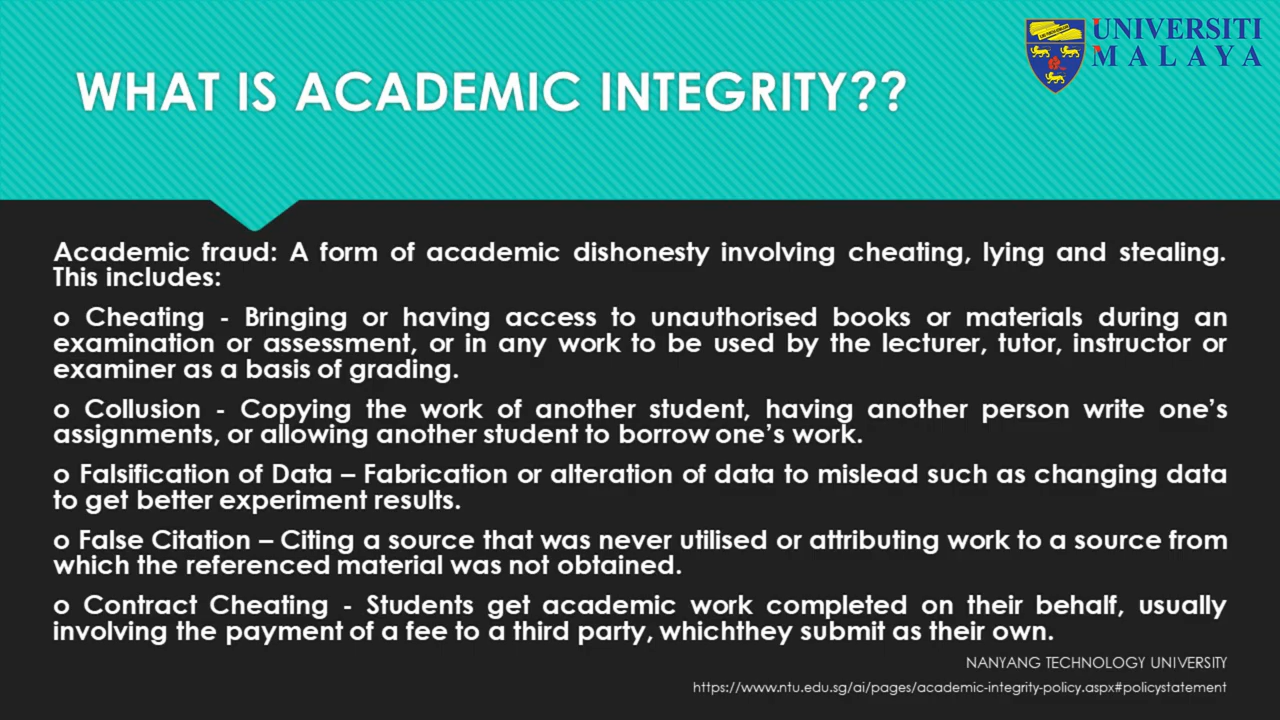 UNIVERSITI
MALAYA
WHAT IS ACADEMIC INTEGRITY??
Academic fraud: A form of academic dishonesty involving cheating, lying and stealing.
This includes:
o Cheating - Bringing or having access to unauthorised books or materials during an
examination or assessment, or in any work to be used by the lecturer, tutor, instructor or
examiner as a basis of grading.
o Collusion - Copying the work of another student, having another person write one's
assignments, or allowing another student to borrow one's work.
o Falsification of Data – Fabrication or alteration of data to mislead such as changing data
to get better experiment results.
o False Citation – Citing a source that was never utilised or attributing work to a source from
which the referenced material was not obtained.
o Contract Cheating - Students get academic work completed on their behalf, usually
involving the payment of a fee to a third party, whichthey submit as their own.
NANYANG TECHNOLOGY UNIVERSITY
https://www.ntu.edu.sg/ai/pages/academic-integrity-policy.aspx#policystatement